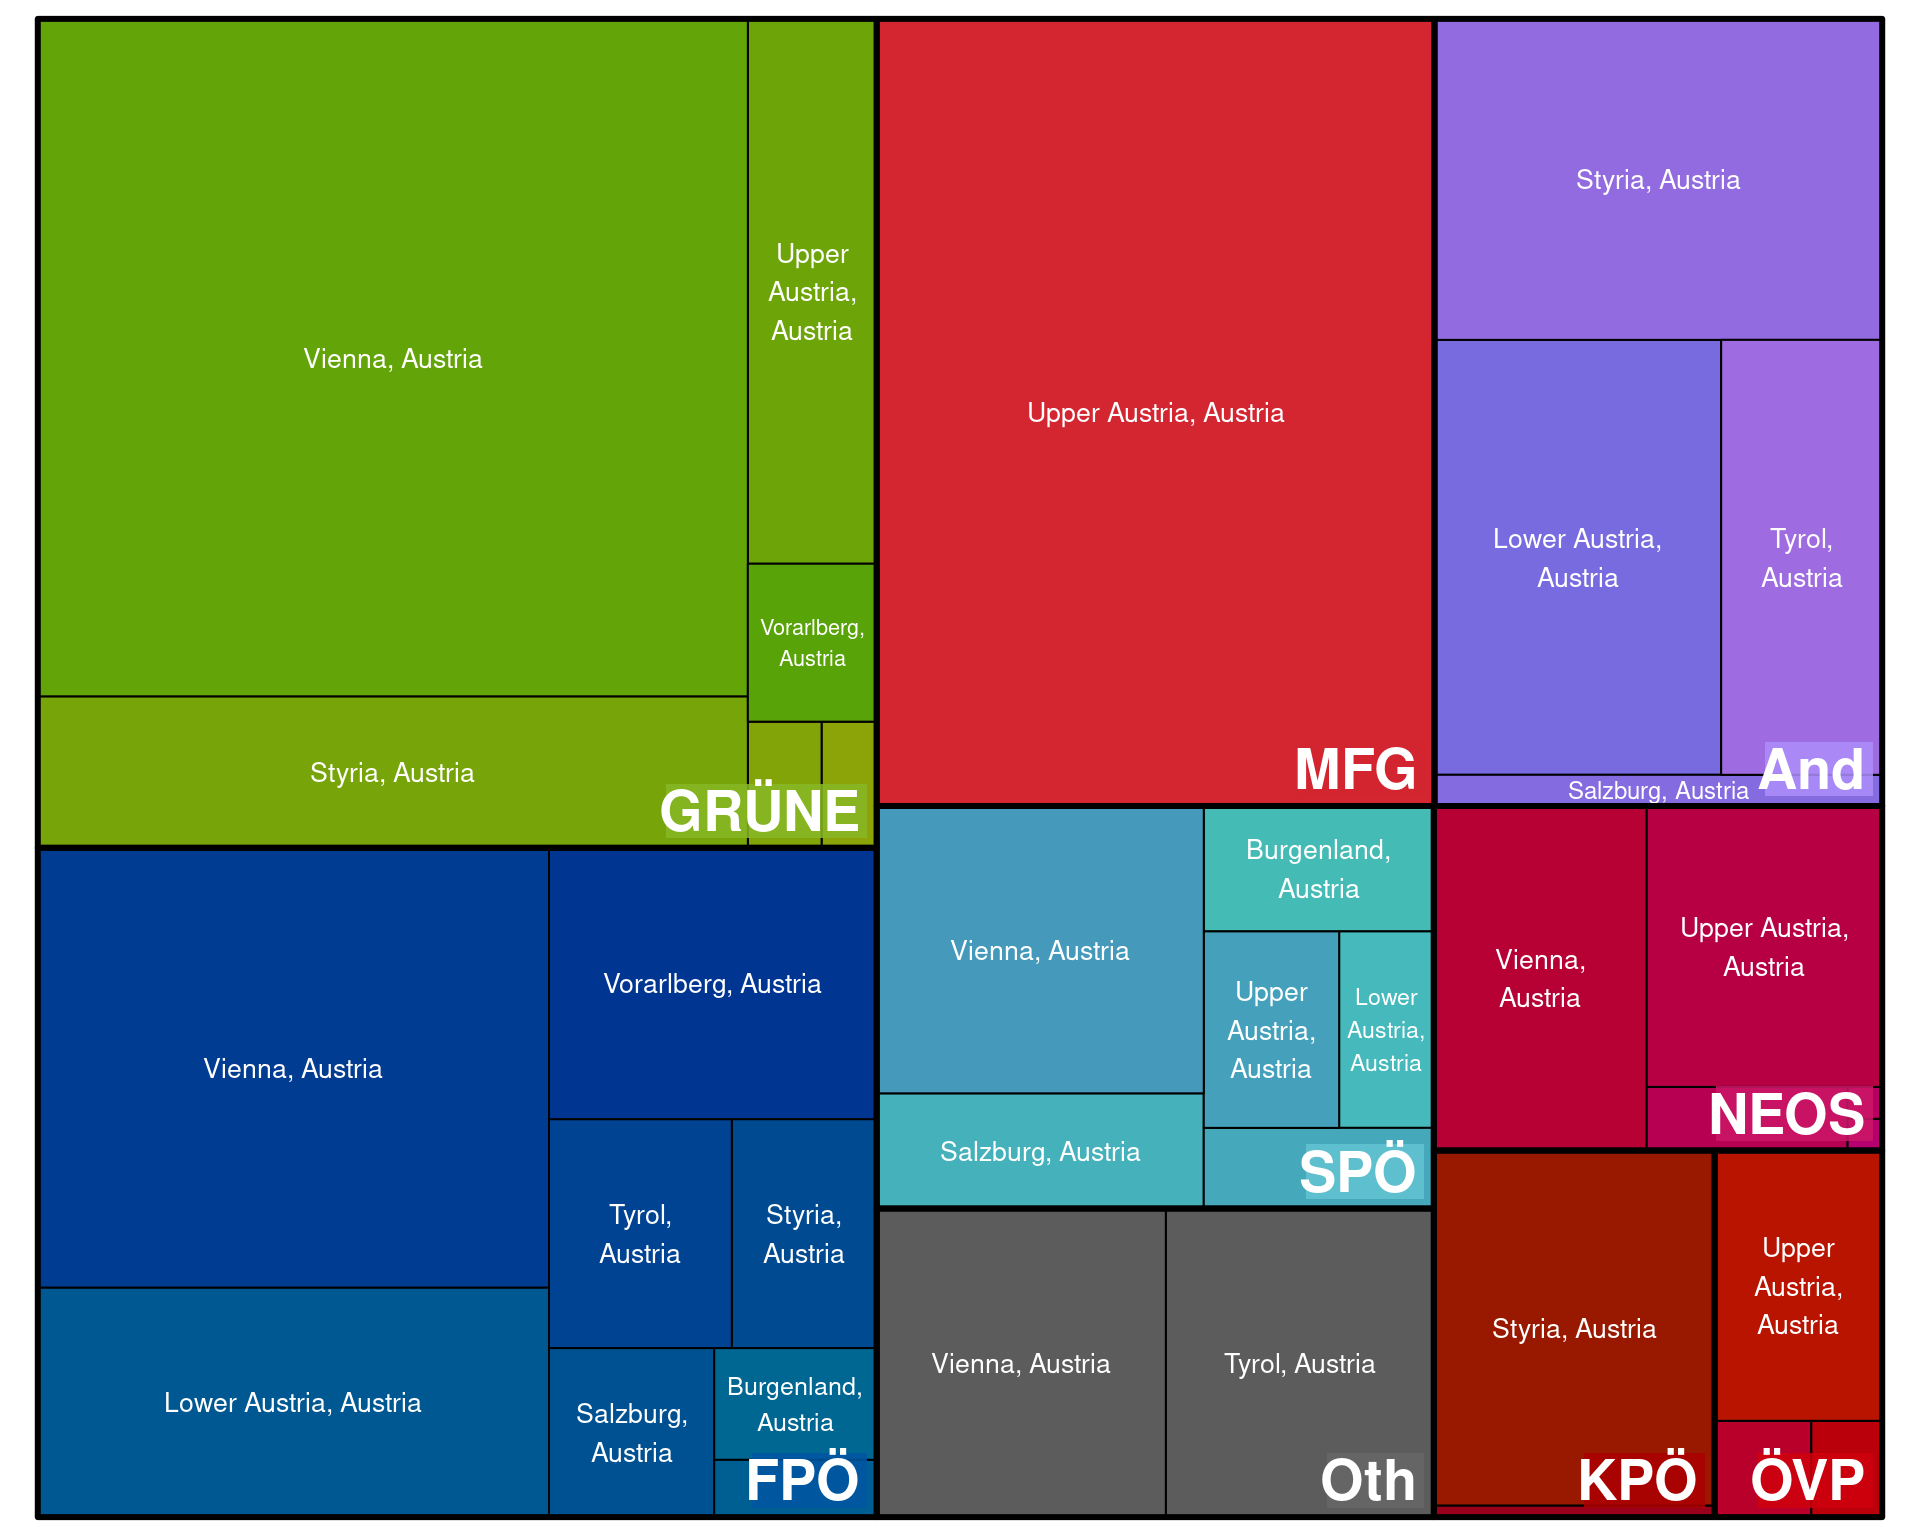 Vienna, Austria
Upper
Austria,
Austria
Vorarlberg,
Austria
Styria, Austria
GRÜNE
Upper Austria, Austria
MFG
Styria, Austria
Lower Austria,
Austria
Tyrol,
Austria
Salzburg, Austria
And
Vienna, Austria
Vorarlberg, Austria
Tyrol,
Austria
Styria,
Austria
Lower Austria, Austria
Salzburg,
Austria
Burgenland,
Austria
FPÖ
Vienna, Austria
Burgenland,
Austria
Upper
Austria,
Austria
Lower
Austria,
Austria
Salzburg, Austria
SPÖ
Vienna,
Austria
Upper Austria,
Austria
NEOS
Vienna, Austria
Tyrol, Austria
Oth
Styria, Austria
KPÖ
Upper
Austria,
Austria
ÖVP